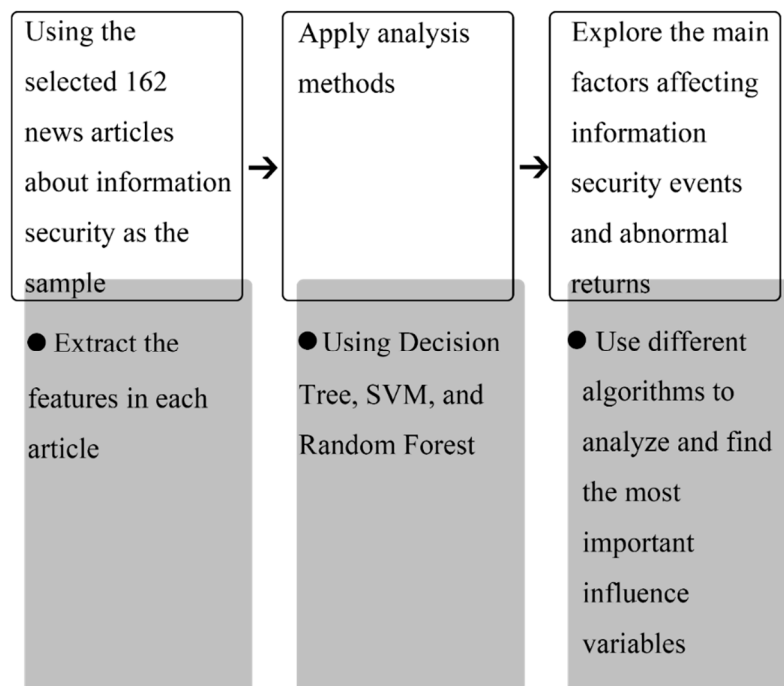 Using the
selected 162
news articles
about information
security as the
sample
● Extract the
features in each
article
Apply analysis
methods
● Using Decision
Tree, SVM, and
Random Forest
Explore the main
factors affecting
information
security events
and abnormal
returns
● Use different
algorithms to
analyze and find
the most
important
influence
variables